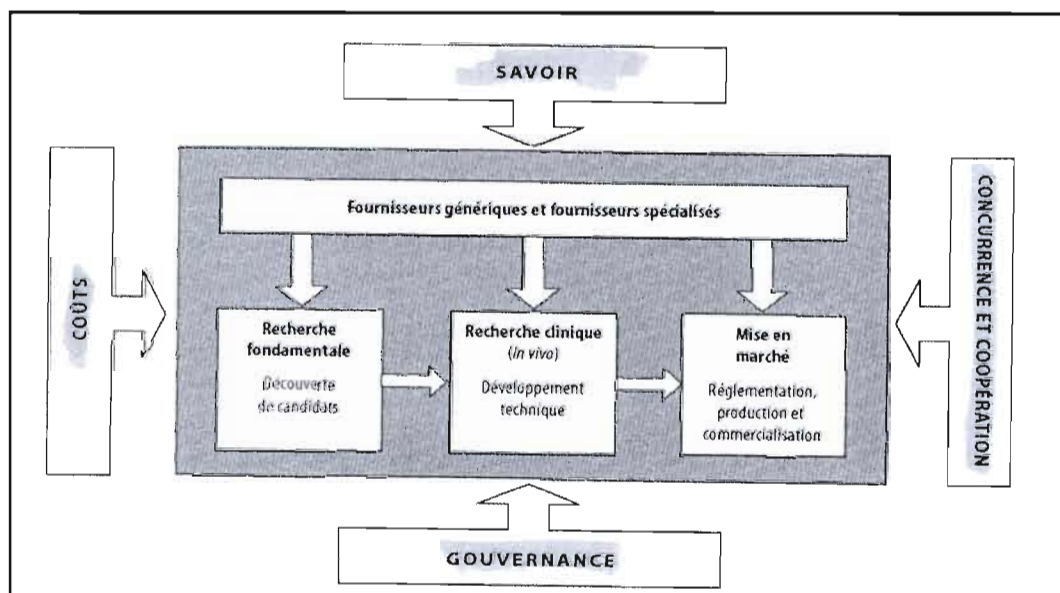 SAVOIR
Fournisseurs génériques et fournisseurs spécialisés
COÛTS
Recherche
fondamentale
Découverte
de candidats
Recherche clinique
(In vivo)
Développement
technique
Mise en
marché
Réglementation,
production et
commercialisation
CONCURRENCE ET COOPÉRATION
GOUVERNANCE